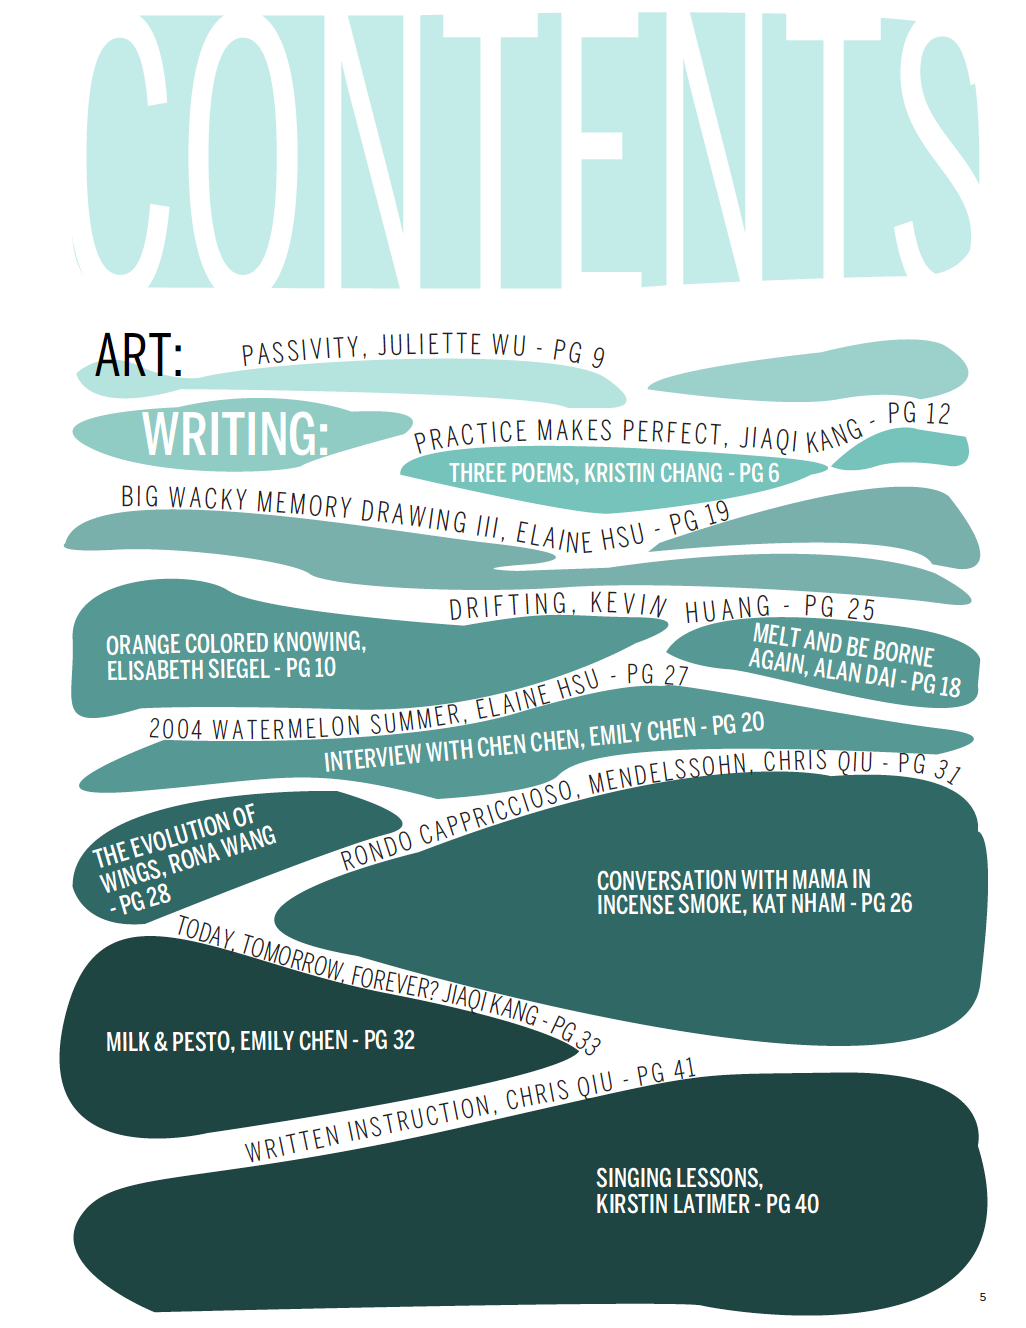 CONTENTS
ART:
PASSIVITY, JULIETTE WU - PG 9
WRITING:
PRACTICE MAKES PERFECT, JIAQI KANG - PG 12
THREE POEMS, KRISTIN CHANG - PG 6
BIG WACKY MEMORY DRAWING III, ELAINE HSU - PG 19
DRIFTING, KEVIN HUANG - PG 25
ORANGE COLORED KNOWING,
ELISABETH SIEGEL - PG 10
MELT AND BE BORNE
AGAIN, ALAN DAI - PG 18
2004 WATERMELON SUMMER, ELAINE HSU - PG 27
INTERVIEW WITH CHEN CHEN, EMILY CHEN - PG 20
RONDO CAPPRICCIOSO, MENDELSSOHN, CHRIS QIU - PG 31
THE EVOLUTION OF
WINGS, RONA WANG
- PG 28
CONVERSATION WITH MAMA IN
INCENSE SMOKE, KAT NHAM - PG 26
TODAY, TOMORROW, FOREVER? JIAQI KANG - PG 33
MILK & PESTO, EMILY CHEN - PG 32
WRITTEN INSTRUCTION, CHRIS QIU - PG 41
SINGING LESSONS,
KIRSTIN LATIMER - PG 40
5